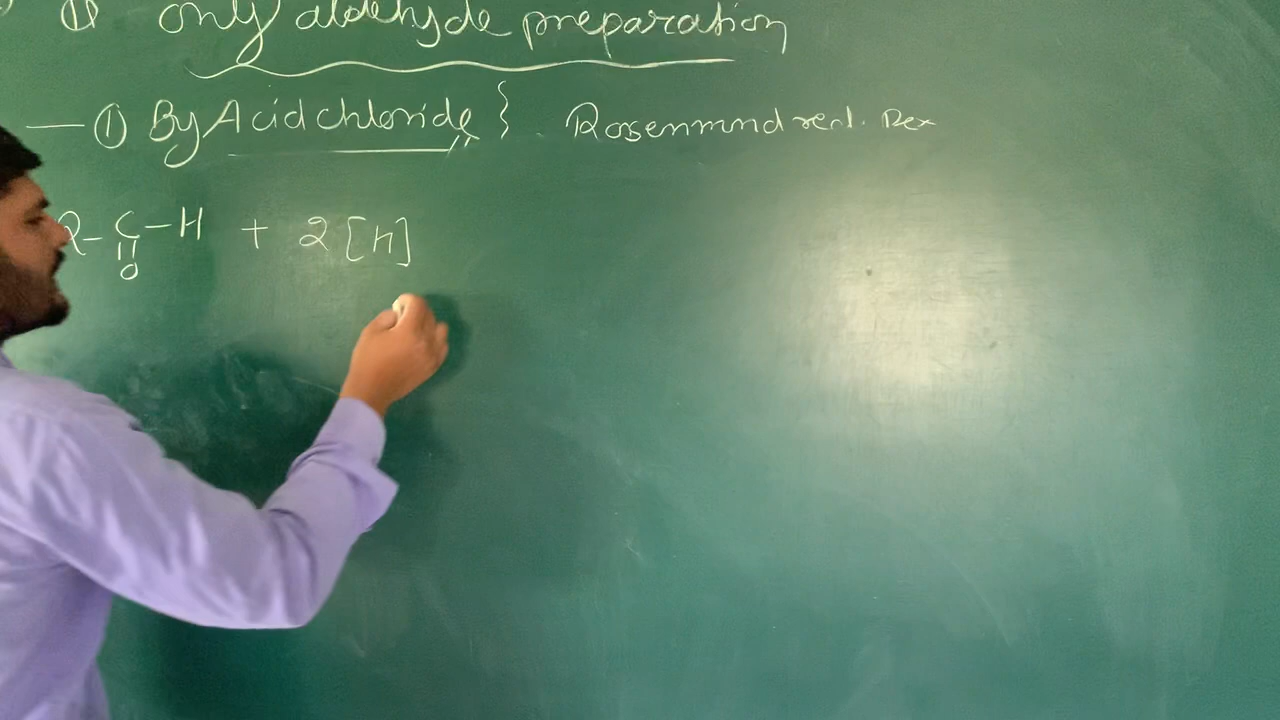 only aldehyde preparation
— ① By Acid chloride } Rosenmund red. Rex
R-C-H + 2[H]
||
O